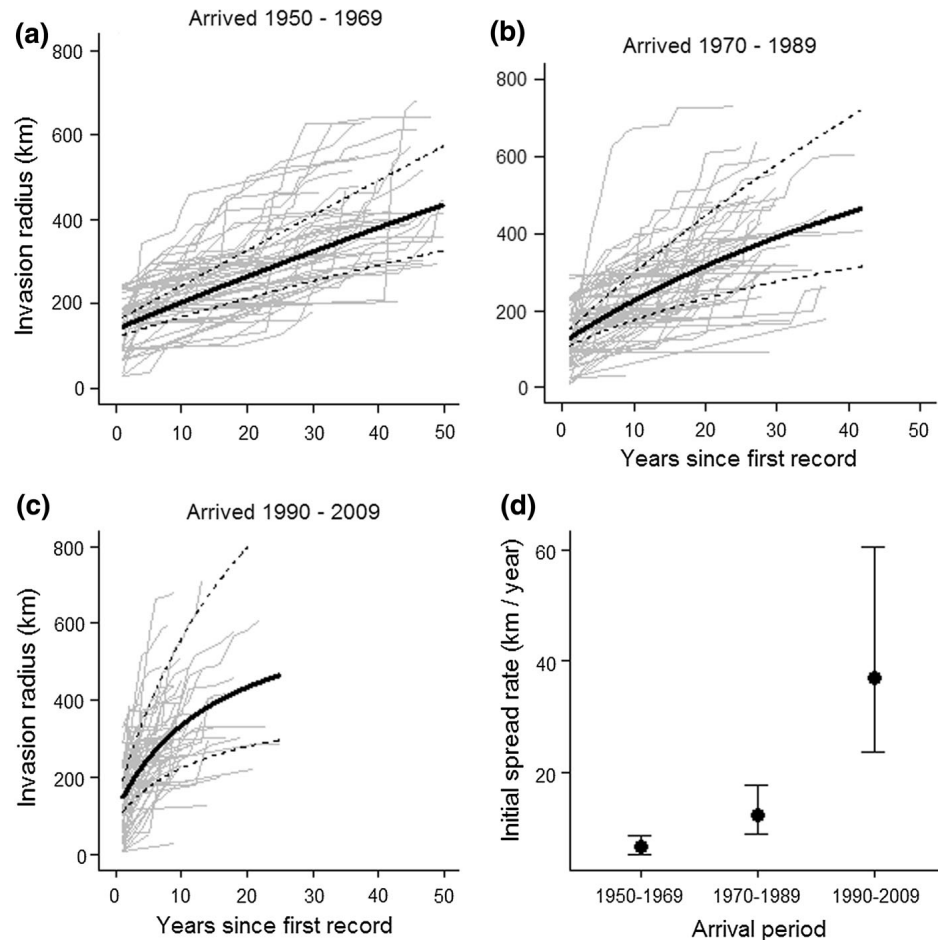 (a)
Arrived 1950 - 1969
800
600
400
200
0
Invasion radius (km)
0 10 20 30 40 50
(b)
Arrived 1970 - 1989
800
600
400
200
0
0 10 20 30 40 50
Years since first record
(c)
Arrived 1990 - 2009
800
600
400
200
0
Invasion radius (km)
0 10 20 30 40 50
Years since first record
(d)
60
40
20
Initial spread rate (km / year)
1950-1969 1970-1989 1990-2009
Arrival period